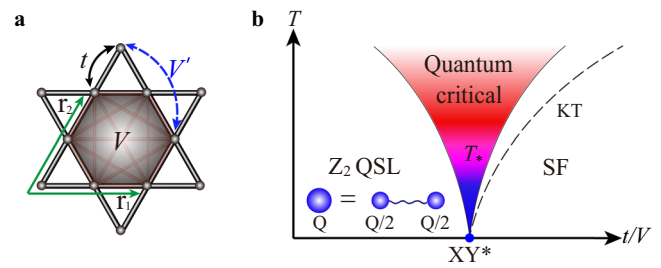 a
t
V'
r₂
V
r₁
b
T
Quantum
critical
KT
T*
Z₂ QSL
SF
=
Q
Q/2
Q/2
XY*
t/V